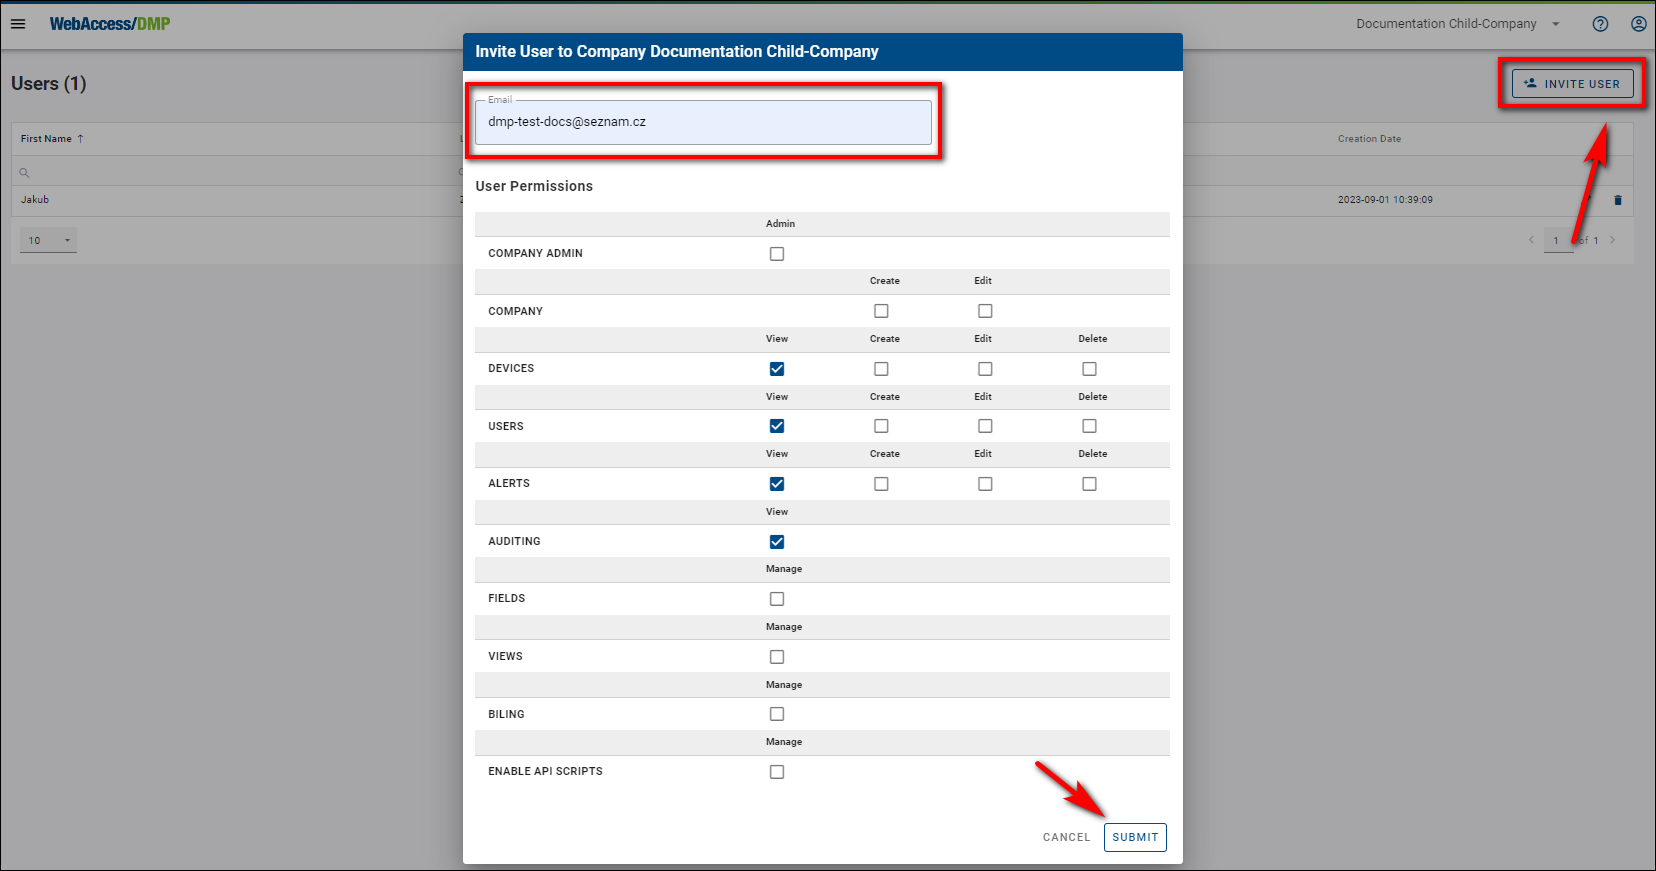 WebAccess/DMP
Documentation Child-Company
Invite User to Company Documentation Child-Company
Users (1)
INVITE USER
Email
dmp-test-docs@seznam.cz
First Name ↑
Creation Date
Jakub
2023-09-01 10:39:09
10
1 of 1
User Permissions
Admin
COMPANY ADMIN
Create Edit
COMPANY
View Create Edit Delete
DEVICES
View Create Edit Delete
USERS
View Create Edit Delete
ALERTS
View
AUDITING
Manage
FIELDS
Manage
VIEWS
Manage
BILING
Manage
ENABLE API SCRIPTS
CANCEL SUBMIT